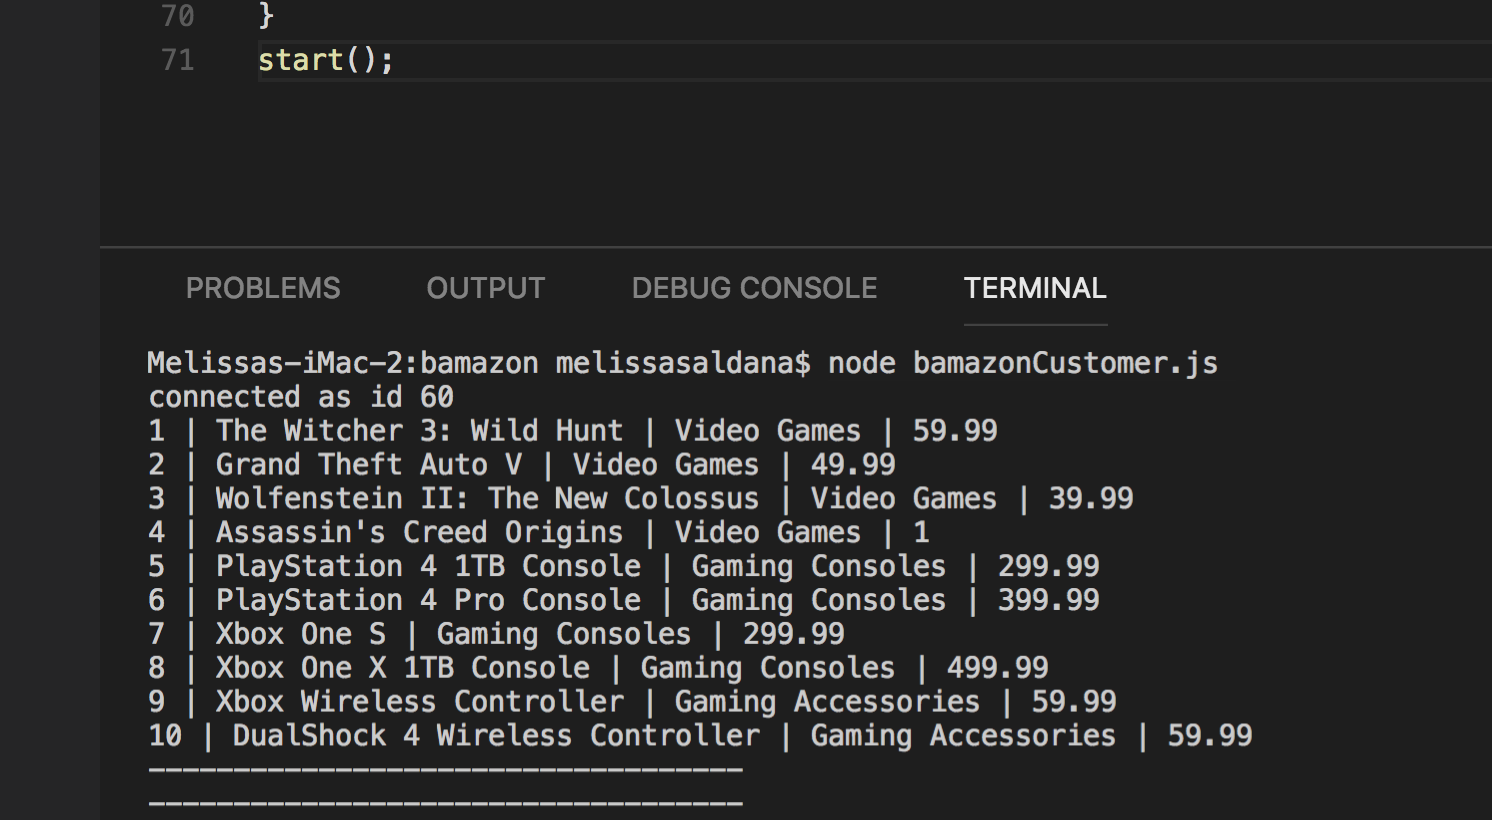 70 }
71 start();
PROBLEMS OUTPUT DEBUG CONSOLE TERMINAL
Melissas-iMac-2:bamazon melissasaldana$ node bamazonCustomer.js
connected as id 60
1 | The Witcher 3: Wild Hunt | Video Games | 59.99
2 | Grand Theft Auto V | Video Games | 49.99
3 | Wolfenstein II: The New Colossus | Video Games | 39.99
4 | Assassin's Creed Origins | Video Games | 1
5 | PlayStation 4 1TB Console | Gaming Consoles | 299.99
6 | PlayStation 4 Pro Console | Gaming Consoles | 399.99
7 | Xbox One S | Gaming Consoles | 299.99
8 | Xbox One X 1TB Console | Gaming Consoles | 499.99
9 | Xbox Wireless Controller | Gaming Accessories | 59.99
10 | DualShock 4 Wireless Controller | Gaming Accessories | 59.99
-----------------------------------
-----------------------------------